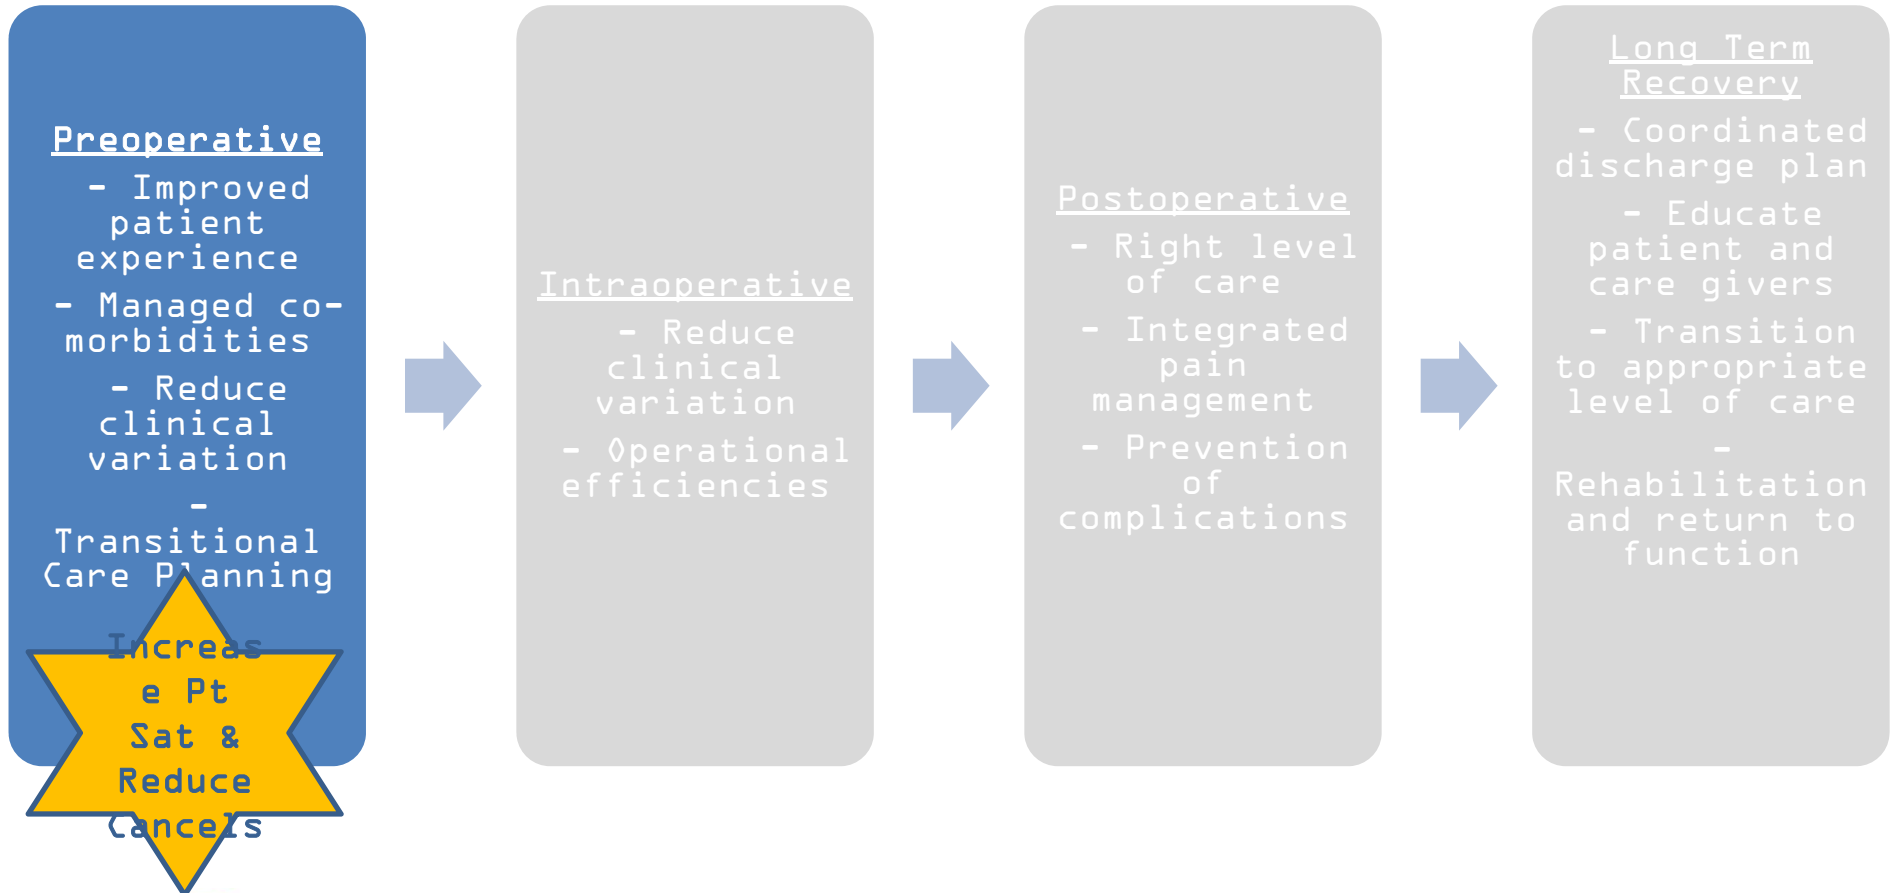 Preoperative
- Improved
patient
experience
- Managed co-
morbidities
- Reduce
clinical
variation
-
Transitional
Care Planning
Increas
e Pt
Sat &
Reduce
Cancels
Intraoperative
- Reduce
clinical
variation
- Operational
efficiencies
Postoperative
- Right level
of care
- Integrated
pain
management
- Prevention
of
complications
Long Term
Recovery
- Coordinated
discharge plan
- Educate
patient and
care givers
- Transition
to appropriate
level of care
-
Rehabilitation
and return to
function